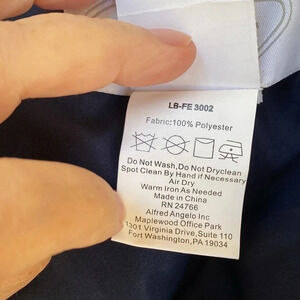 LB-FE 3002
Fabric:100% Polyester
Do Not Wash,Do Not Dryclean
Spot Clean By Hand if Necessary
Air Dry
Warm Iron As Needed
Made in China
RN 24766
Alfred Angelo Inc
Maplewood Office Park
1301 Virginia Drive, Suite 110
Fort Washington,PA 19034